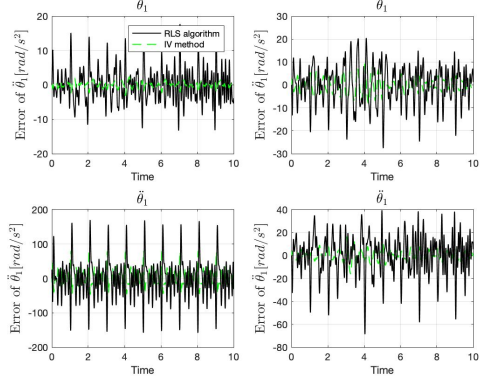 θ̈₁
Error of θ̈₁[rad/s²]
20
10
0
-10
-20
RLS algorithm
IV method
0 2 4 6 8 10
Time
θ̈₁
Error of θ̈₁[rad/s²]
30
20
10
0
-10
-20
-30
0 2 4 6 8 10
Time
θ̈₁
Error of θ̈₁[rad/s²]
200
100
0
-100
-200
0 2 4 6 8 10
Time
θ̈₁
Error of θ̈₁[rad/s²]
40
20
0
-20
-40
-60
-80
0 2 4 6 8 10
Time